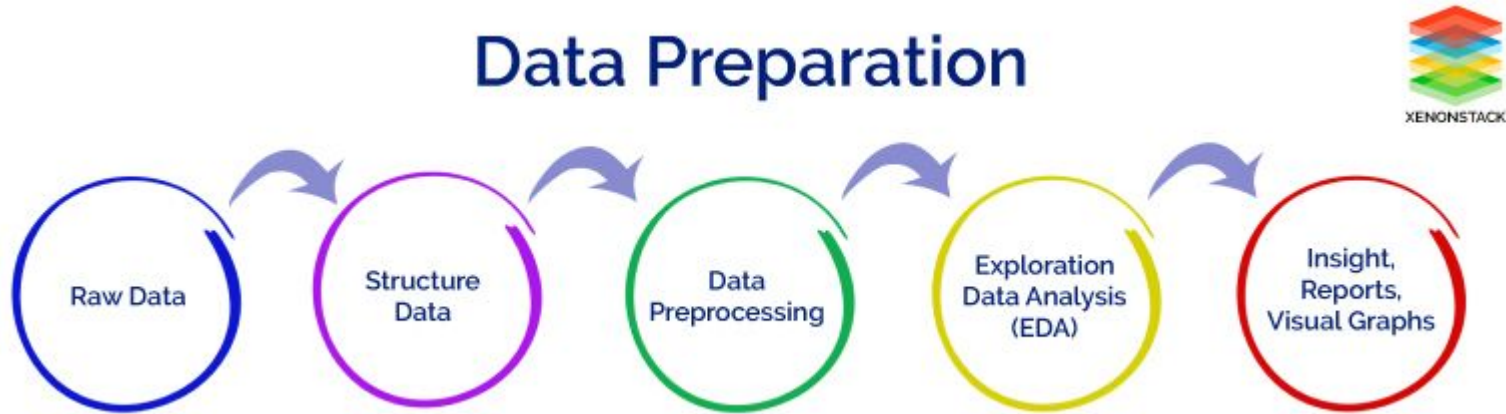 Data Preparation
XENONSTACK
Raw Data
Structure
Data
Data
Preprocessing
Exploration
Data Analysis
(EDA)
Insight,
Reports,
Visual Graphs